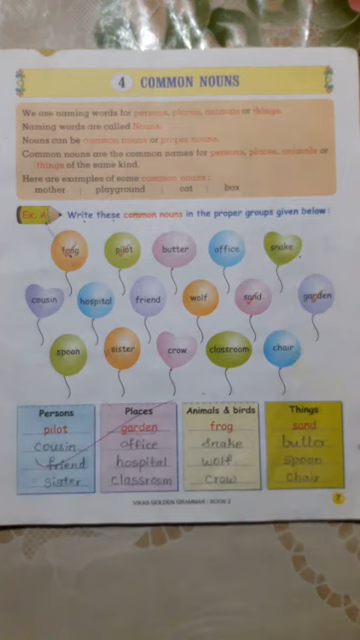 4 COMMON NOUNS
We use naming words for persons, places, animals or things.
Naming words are called Nouns.
Nouns can be common nouns or proper nouns.
Common nouns are the common names for persons, places, animals or
things of the same kind.
Here are examples of some common nouns :
mother | playground | cat | box
Ex. A Write these common nouns in the proper groups given below :
frog pilot butter office snake
cousin hospital friend wolf sand garden
spoon sister crow classroom chair
Persons Places Animals & birds Things
pilot garden frog sand
cousin office snake butter
friend hospital wolf spoon
sister classroom crow chair
VIKAS GOLDEN GRAMMAR - BOOK 2
7